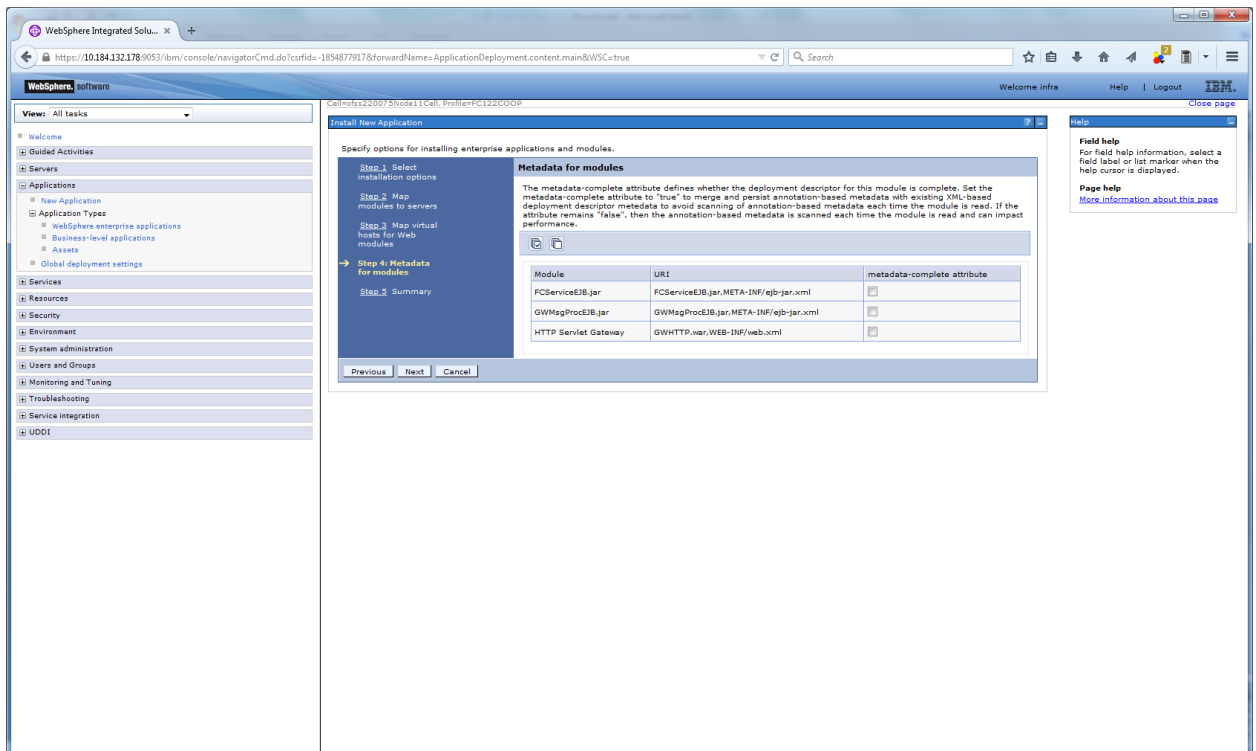 WebSphere Integrated Solu... × +
https://10.184.132.178:9053/ibm/console/navigatorCmd.do?csrfid=-1854877917&forwardName=ApplicationDeployment.content.main&WSC=true
Search
2
WebSphere. software
Welcome infra
Help | Logout
IBM.
View: All tasks
Welcome
Guided Activities
Servers
Applications
New Application
Application Types
WebSphere enterprise applications
Business-level applications
Assets
Global deployment settings
Services
Resources
Security
Environment
System administration
Users and Groups
Monitoring and Tuning
Troubleshooting
Service integration
UDDI
Cell=ofss220075Node11Cell, Profile=FC122COOP
Close page
Install New Application ? -
Specify options for installing enterprise applications and modules.
Step 1 Select
installation options
Step 2 Map
modules to servers
Step 3 Map virtual
hosts for Web
modules
Step 4: Metadata
for modules
Step 5 Summary
Metadata for modules
The metadata-complete attribute defines whether the deployment descriptor for this module is complete. Set the
metadata-complete attribute to "true" to merge and persist annotation-based metadata with existing XML-based
deployment descriptor metedata to avoid scanning of annotation-based metadata each time the module is read. If the
attribute remains "false", then the annotation-based metadata is scanned each time the module is read and can impact
performance.
Module URI metadata-complete attribute
FCServiceEJB.jar FCServiceEJB.jar,META-INF/ejb-jar.xml
GWMsgProcEJB.jar GWMsgProcEJB.jar,META-INF/ejb-jar.xml
HTTP Servlet Gateway GWHTTP.war,WEB-INF/web.xml
Previous Next Cancel
Help
Field help
For field help information, select a
field label or list marker when the
help cursor is displayed.
Page help
More information about this page